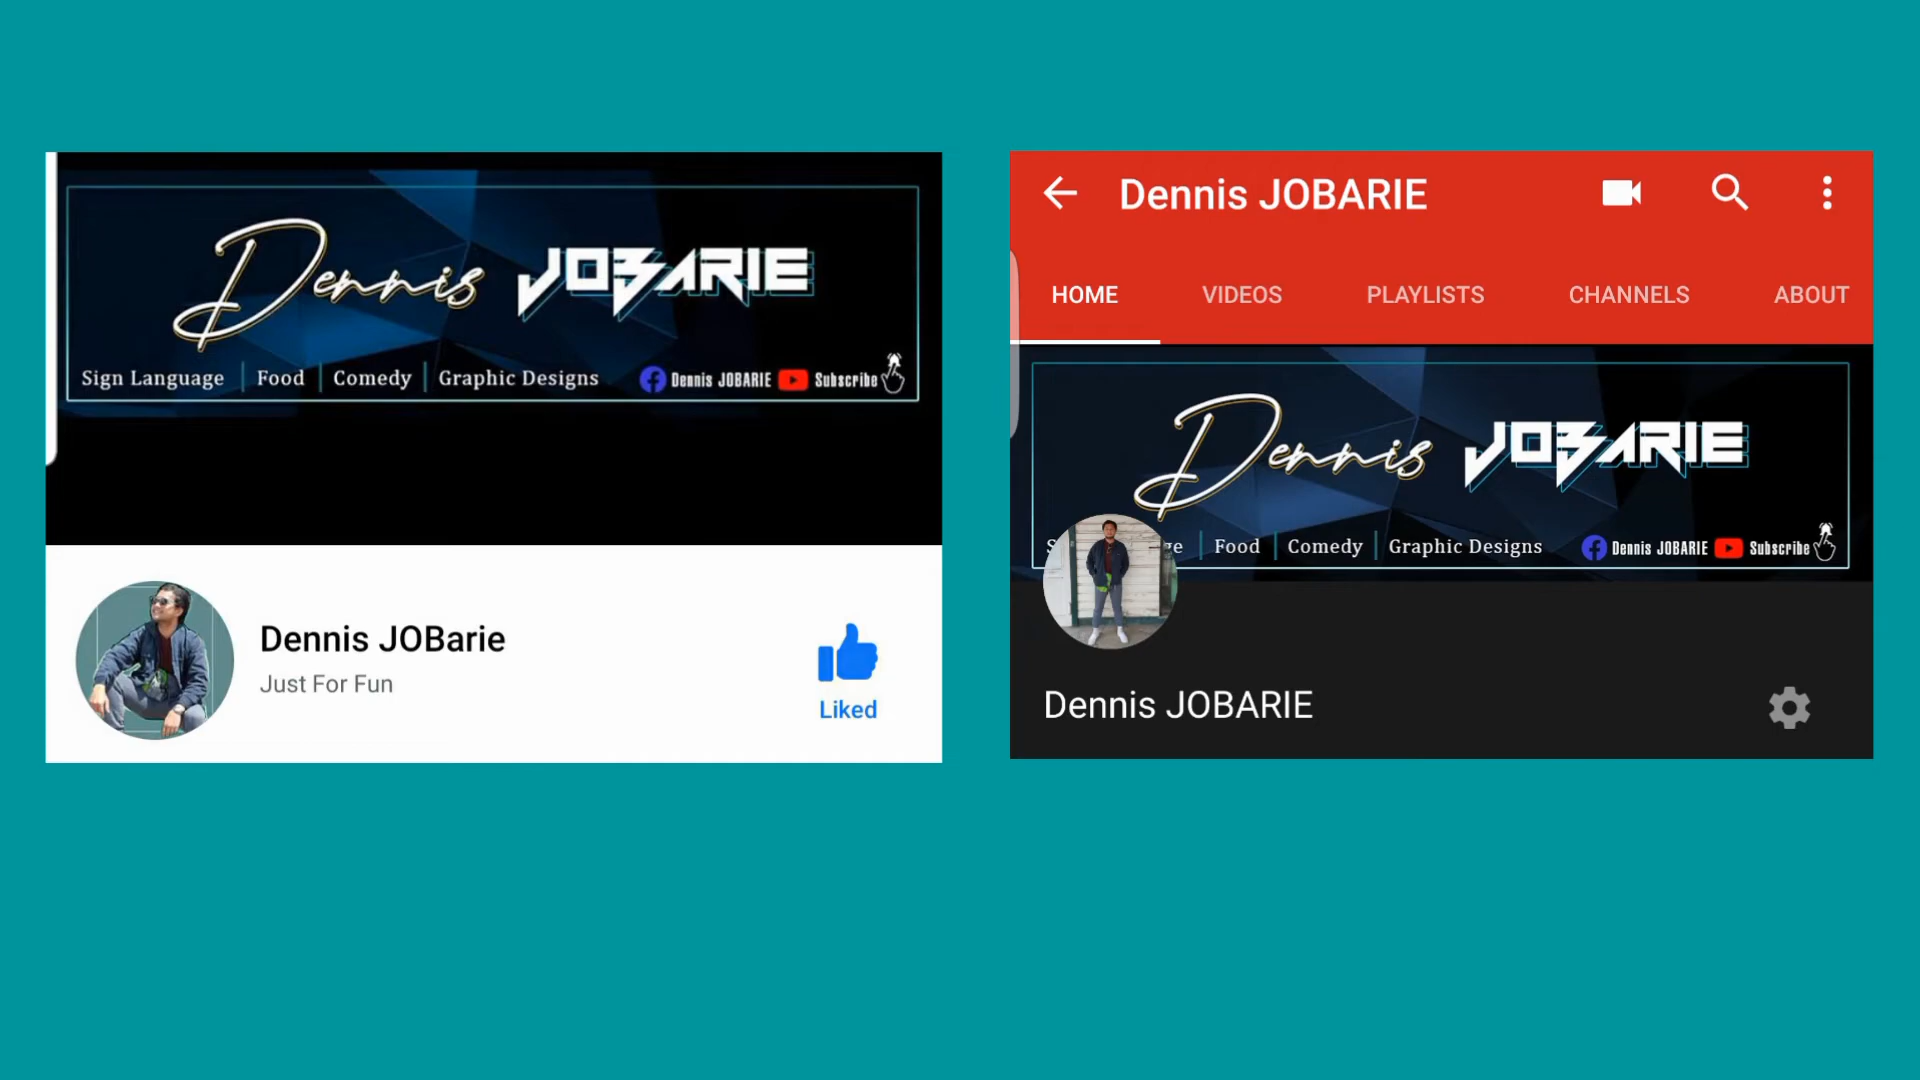 Dennis JOBARIE
Sign Language | Food | Comedy | Graphic Designs Dennis JOBARIE Subscribe
Dennis JOBarie
Just For Fun
Liked
Dennis JOBARIE
HOME VIDEOS PLAYLISTS CHANNELS ABOUT
Dennis JOBARIE
Food | Comedy | Graphic Designs Dennis JOBARIE Subscribe
Dennis JOBARIE